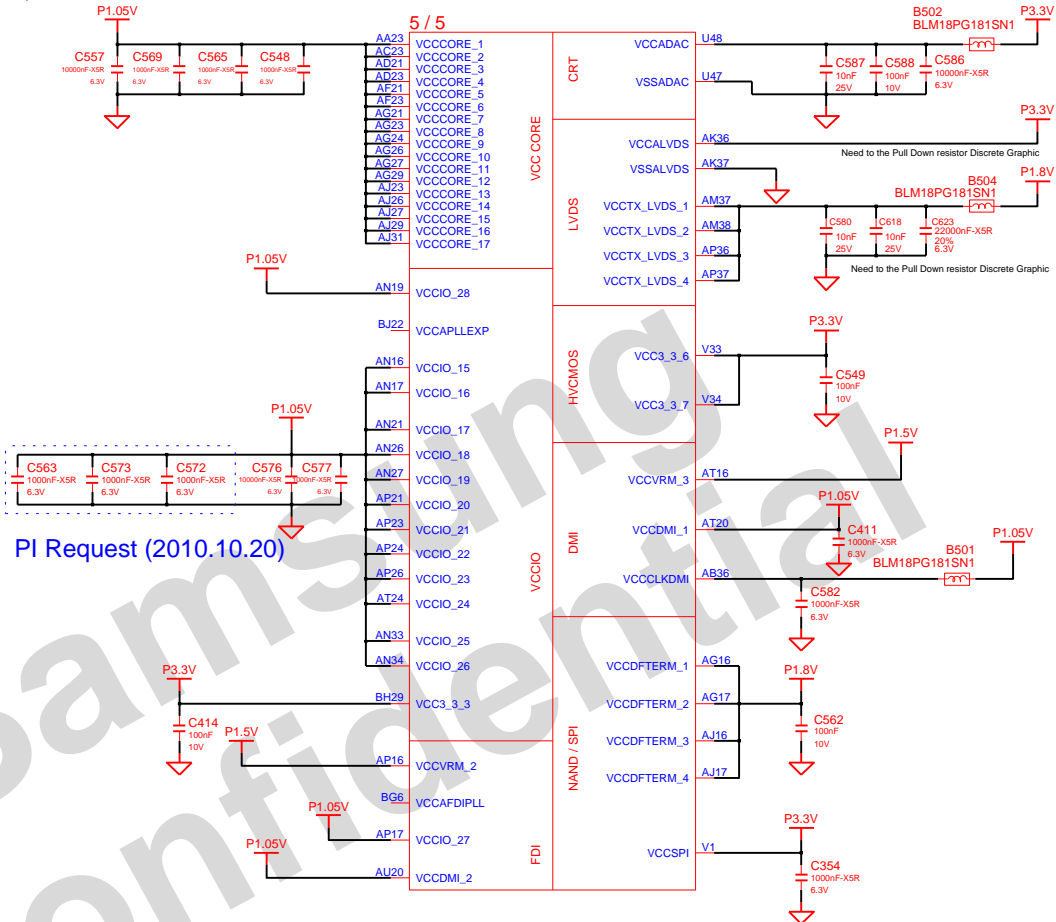 5 / 5
P1.05V
C557
10000nF-X5R
6.3V
C569
1000nF-X5R
6.3V
C565
1000nF-X5R
6.3V
C548
1000nF-X5R
6.3V
AA23 VCCCORE_1
AC23 VCCCORE_2
AD21 VCCCORE_3
AD23 VCCCORE_4
AF21 VCCCORE_5
AF23 VCCCORE_6
AG21 VCCCORE_7
AG23 VCCCORE_8
AG24 VCCCORE_9
AG26 VCCCORE_10
AG27 VCCCORE_11
AG29 VCCCORE_12
AJ23 VCCCORE_13
AJ26 VCCCORE_14
AJ27 VCCCORE_15
AJ29 VCCCORE_16
AJ31 VCCCORE_17
VCC CORE
P1.05V
AN19 VCCIO_28
BJ22 VCCAPLLEXP
AN16 VCCIO_15
AN17 VCCIO_16
AN21 VCCIO_17
AN26 VCCIO_18
AN27 VCCIO_19
AP21 VCCIO_20
AP23 VCCIO_21
AP24 VCCIO_22
AP26 VCCIO_23
AT24 VCCIO_24
AN33 VCCIO_25
AN34 VCCIO_26
BH29 VCC3_3_3
VCCIO
P1.05V
C563
1000nF-X5R
6.3V
C573
1000nF-X5R
6.3V
C572
1000nF-X5R
6.3V
C576
10000nF-X5R
6.3V
C577
1000nF-X5R
6.3V
PI Request (2010.10.20)
P3.3V
C414
100nF
10V
P1.5V
AP16 VCCVRM_2
BG6 VCCAFDIPLL
P1.05V
AP17 VCCIO_27
P1.05V
AU20 VCCDMI_2
FDI
CRT
VCCADAC U48
VSSADAC U47
B502
BLM18PG181SN1
P3.3V
C587
10nF
25V
C588
100nF
10V
C586
10000nF-X5R
6.3V
LVDS
VCCALVDS AK36
P3.3V
Need to the Pull Down resistor Discrete Graphic
VSSALVDS AK37
VCCTX_LVDS_1 AM37
VCCTX_LVDS_2 AM38
VCCTX_LVDS_3 AP36
VCCTX_LVDS_4 AP37
B504
BLM18PG181SN1
P1.8V
C580
10nF
25V
C618
10nF
25V
C623
22000nF-X5R
20%
6.3V
Need to the Pull Down resistor Discrete Graphic
HVCMOS
VCC3_3_6 V33
VCC3_3_7 V34
P3.3V
C549
100nF
10V
DMI
VCCVRM_3 AT16
P1.5V
VCCDMI_1 AT20
P1.05V
C411
1000nF-X5R
6.3V
VCCCLKDMI AB36
B501
BLM18PG181SN1
P1.05V
C582
1000nF-X5R
6.3V
NAND / SPI
VCCDFTERM_1 AG16
VCCDFTERM_2 AG17
VCCDFTERM_3 AJ16
VCCDFTERM_4 AJ17
P1.8V
C562
100nF
10V
VCCSPI V1
P3.3V
C354
1000nF-X5R
6.3V
Samsung
Confidential